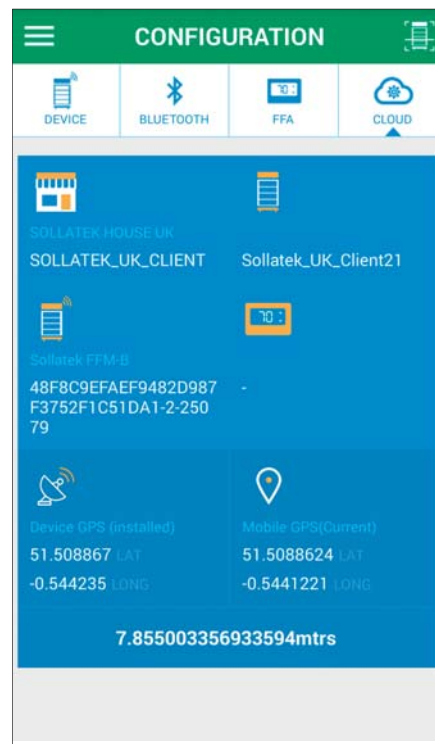 CONFIGURATION
DEVICE
BLUETOOTH
70
FFA
CLOUD
SOLLATEK HOUSE UK
SOLLATEK_UK_CLIENT
Sollatek_UK_Client21
70
Sollatek FFM-B
48F8C9EFAEF9482D987
F3752F1C51DA1-2-250
79
-
Device GPS (installed)
51.508867 LAT
-0.544235 LONG
Mobile GPS(Current)
51.5088624 LAT
-0.5441221 LONG
7.855003356933594mtrs